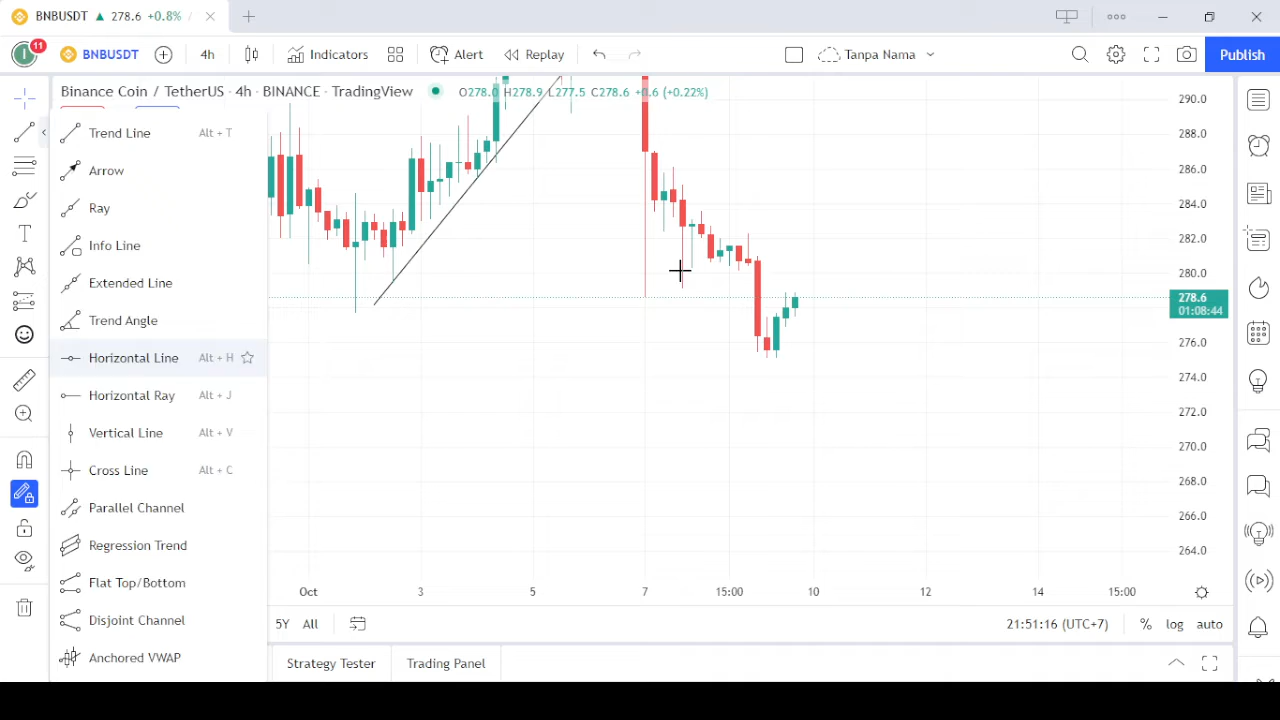 BNBUSDT ▲ 278.6 +0.8% /
11
BNBUSDT
4h
Indicators
Alert
Replay
Tanpa Nama
Publish
Binance Coin / TetherUS · 4h · BINANCE · TradingView
O278.0 H278.9 L277.5 C278.6 +0.6 (+0.22%)
Trend Line Alt + T
Arrow
Ray
Info Line
Extended Line
Trend Angle
Horizontal Line Alt + H
Horizontal Ray Alt + J
Vertical Line Alt + V
Cross Line Alt + C
Parallel Channel
Regression Trend
Flat Top/Bottom
Disjoint Channel
Anchored VWAP
290.0
288.0
286.0
284.0
282.0
280.0
278.6
01:08:44
276.0
274.0
272.0
270.0
268.0
266.0
264.0
Oct 3 5 7 15:00 10 12 14 15:00
5Y All
21:51:16 (UTC+7) % log auto
Strategy Tester Trading Panel